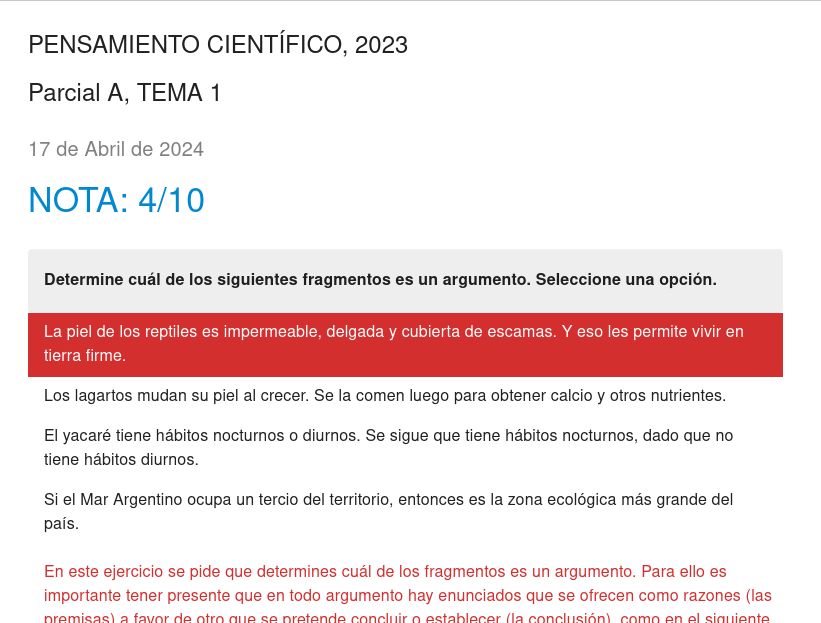 PENSAMIENTO CIENTÍFICO, 2023
Parcial A, TEMA 1
17 de Abril de 2024
NOTA: 4/10
Determine cuál de los siguientes fragmentos es un argumento. Seleccione una opción.
La piel de los reptiles es impermeable, delgada y cubierta de escamas. Y eso les permite vivir en
tierra firme.
Los lagartos mudan su piel al crecer. Se la comen luego para obtener calcio y otros nutrientes.
El yacaré tiene hábitos nocturnos o diurnos. Se sigue que tiene hábitos nocturnos, dado que no
tiene hábitos diurnos.
Si el Mar Argentino ocupa un tercio del territorio, entonces es la zona ecológica más grande del
país.
En este ejercicio se pide que determines cuál de los fragmentos es un argumento. Para ello es
importante tener presente que en todo argumento hay enunciados que se ofrecen como razones (las
premisas) a favor de otro que se pretende concluir o establecer (la conclusión), como en el siguiente